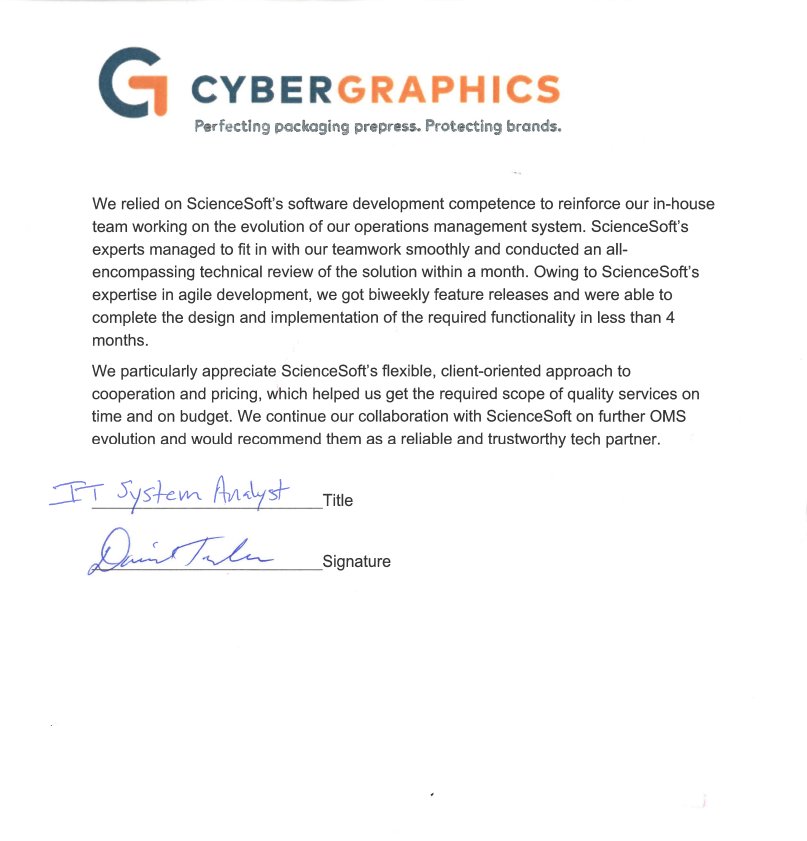 CYBERGRAPHICS
Perfecting packaging prepress. Protecting brands.
We relied on ScienceSoft's software development competence to reinforce our in-house
team working on the evolution of our operations management system. ScienceSoft's
experts managed to fit in with our teamwork smoothly and conducted an all-
encompassing technical review of the solution within a month. Owing to ScienceSoft's
expertise in agile development, we got biweekly feature releases and were able to
complete the design and implementation of the required functionality in less than 4
months.
We particularly appreciate ScienceSoft's flexible, client-oriented approach to
cooperation and pricing, which helped us get the required scope of quality services on
time and on budget. We continue our collaboration with ScienceSoft on further OMS
evolution and would recommend them as a reliable and trustworthy tech partner.
IT System Analyst Title
Signature